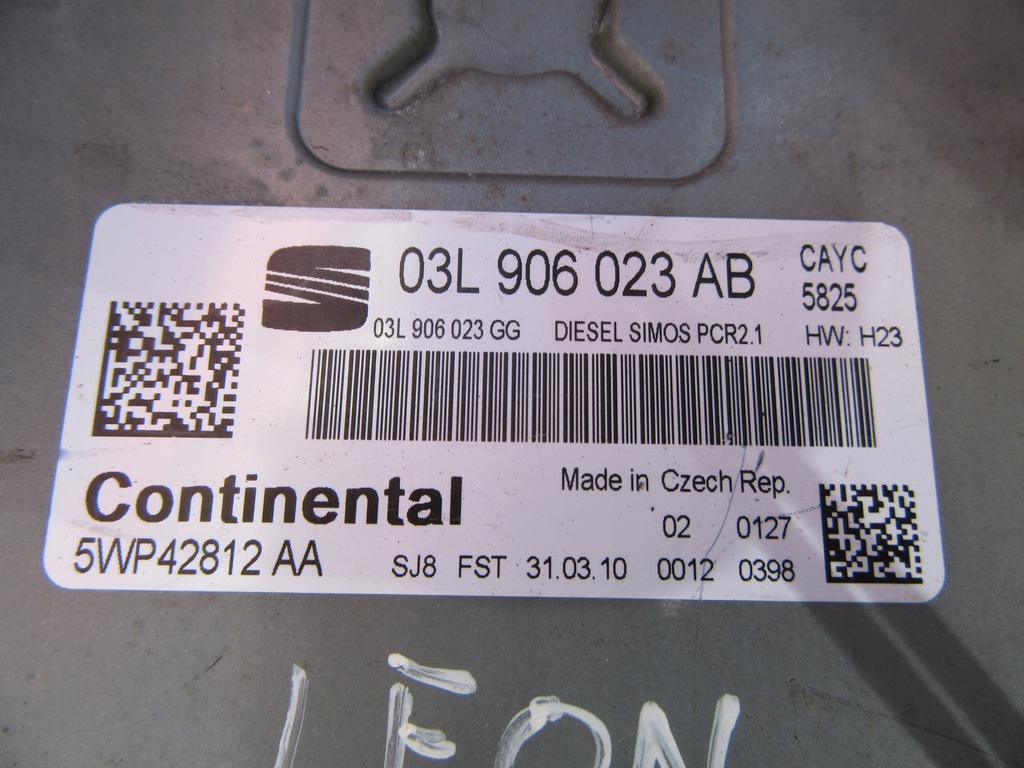 03L 906 023 AB CAYC
5825
03L 906 023 GG DIESEL SIMOS PCR2.1 HW: H23
Continental Made in Czech Rep.
02 0127
5WP42812 AA SJ8 FST 31.03.10 0012 0398
LEON